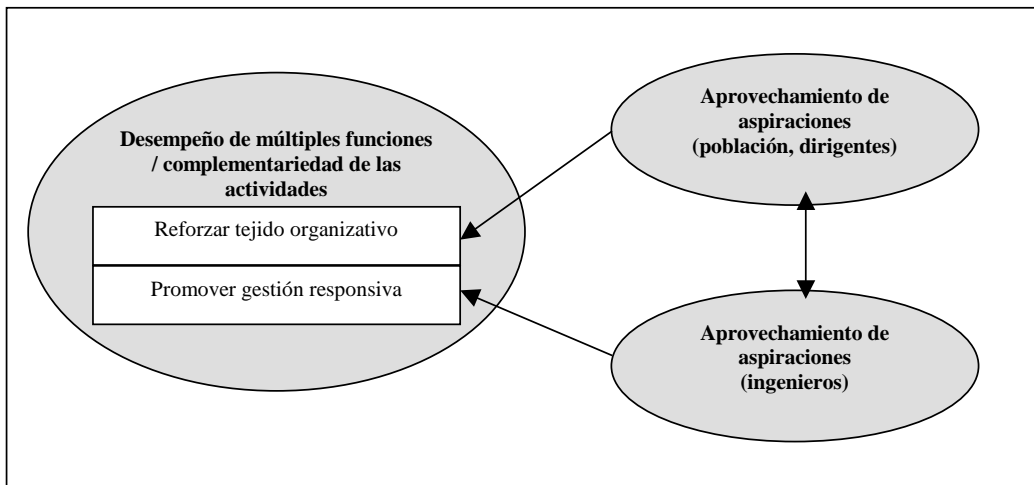 Desempeño de múltiples funciones
/ complementariedad de las
actividades
Reforzar tejido organizativo
Promover gestión responsiva
Aprovechamiento de
aspiraciones
(población, dirigentes)
Aprovechamiento de
aspiraciones
(ingenieros)